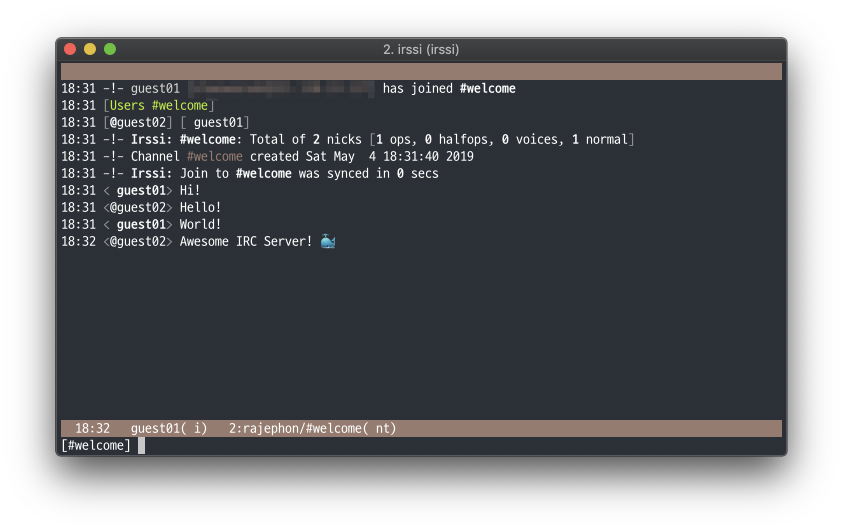 2. irssi (irssi)
18:31 -!- guest01 has joined #welcome
18:31 [Users #welcome]
18:31 [@guest02] [ guest01]
18:31 -!- Irssi: #welcome: Total of 2 nicks [1 ops, 0 halfops, 0 voices, 1 normal]
18:31 -!- Channel #welcome created Sat May  4 18:31:40 2019
18:31 -!- Irssi: Join to #welcome was synced in 0 secs
18:31 < guest01> Hi!
18:31 <@guest02> Hello!
18:31 < guest01> World!
18:32 <@guest02> Awesome IRC Server! 🐳
18:32 guest01( i) 2:rajephon/#welcome( nt)
[#welcome]